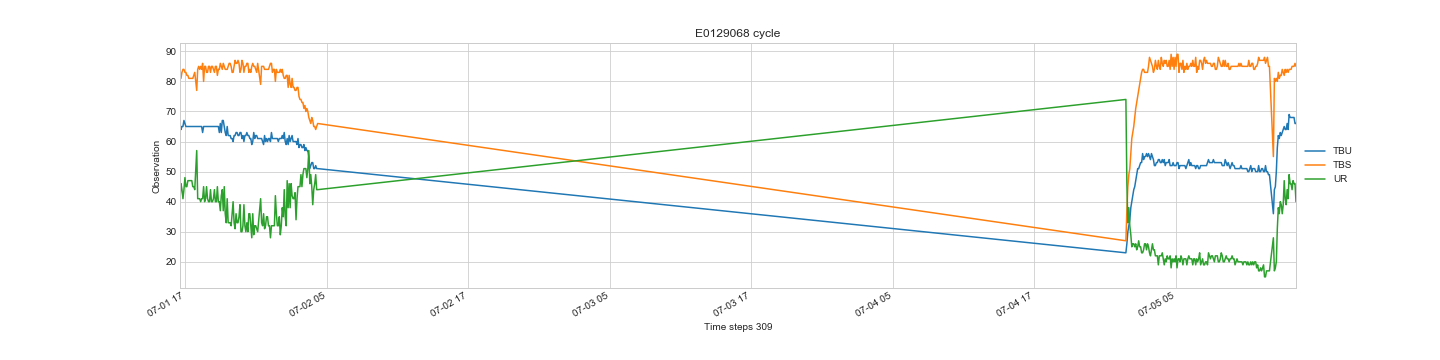 E0129068 cycle
90
80
70
60
50
40
30
20
Observation
07-01 17
07-02 05
07-02 17
07-03 05
07-03 17
07-04 05
07-04 17
07-05 05
Time steps 309
TBU
TBS
UR